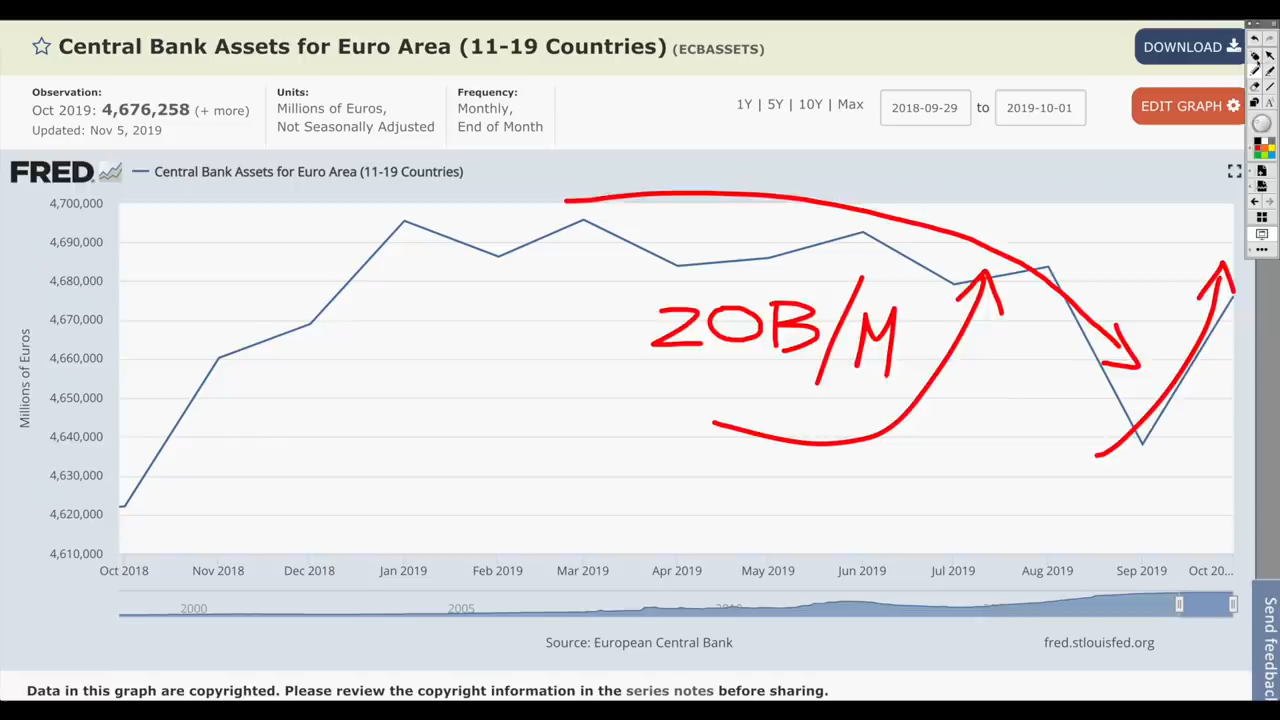 Central Bank Assets for Euro Area (11-19 Countries) (ECBASSETS)
DOWNLOAD
Observation:
Oct 2019: 4,676,258 (+ more)
Updated: Nov 5, 2019
Units:
Millions of Euros,
Not Seasonally Adjusted
Frequency:
Monthly,
End of Month
1Y | 5Y | 10Y | Max
2018-09-29 to 2019-10-01
EDIT GRAPH
FRED
Central Bank Assets for Euro Area (11-19 Countries)
Millions of Euros
4,700,000
4,690,000
4,680,000
4,670,000
4,660,000
4,650,000
4,640,000
4,630,000
4,620,000
4,610,000
20B/M
Oct 2018 Nov 2018 Dec 2018 Jan 2019 Feb 2019 Mar 2019 Apr 2019 May 2019 Jun 2019 Jul 2019 Aug 2019 Sep 2019 Oct 20...
2000 2005
Source: European Central Bank
fred.stlouisfed.org
Send feedback
Data in this graph are copyrighted. Please review the copyright information in the series notes before sharing.